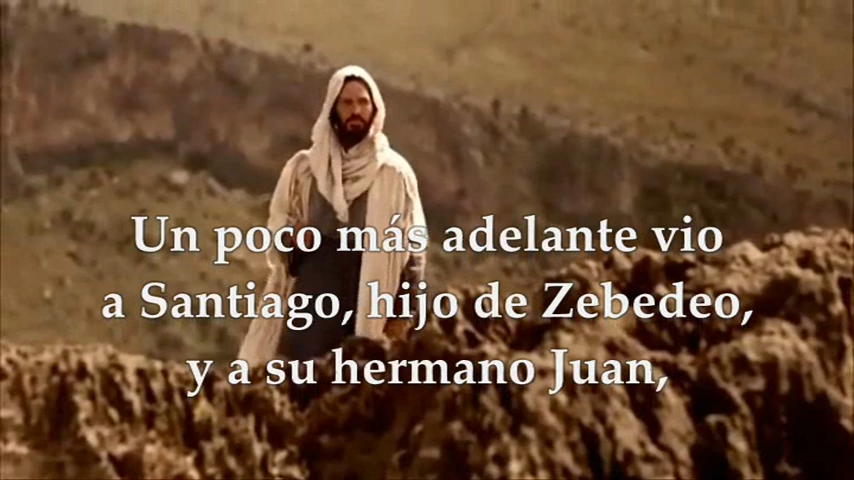 Un poco más adelante vio
a Santiago, hijo de Zebedeo,
y a su hermano Juan,